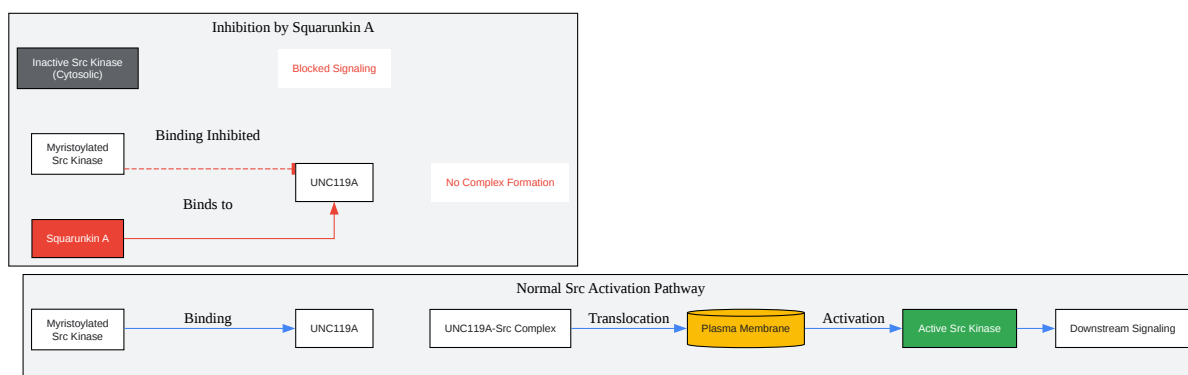 Inhibition by Squarunkin A
Inactive Src Kinase
(Cytosolic)
Blocked Signaling
Myristoylated
Src Kinase
Binding Inhibited
UNC119A
No Complex Formation
Binds to
Squarunkin A
Normal Src Activation Pathway
Myristoylated
Src Kinase
Binding
UNC119A
UNC119A-Src Complex
Translocation
Plasma Membrane
Activation
Active Src Kinase
Downstream Signaling